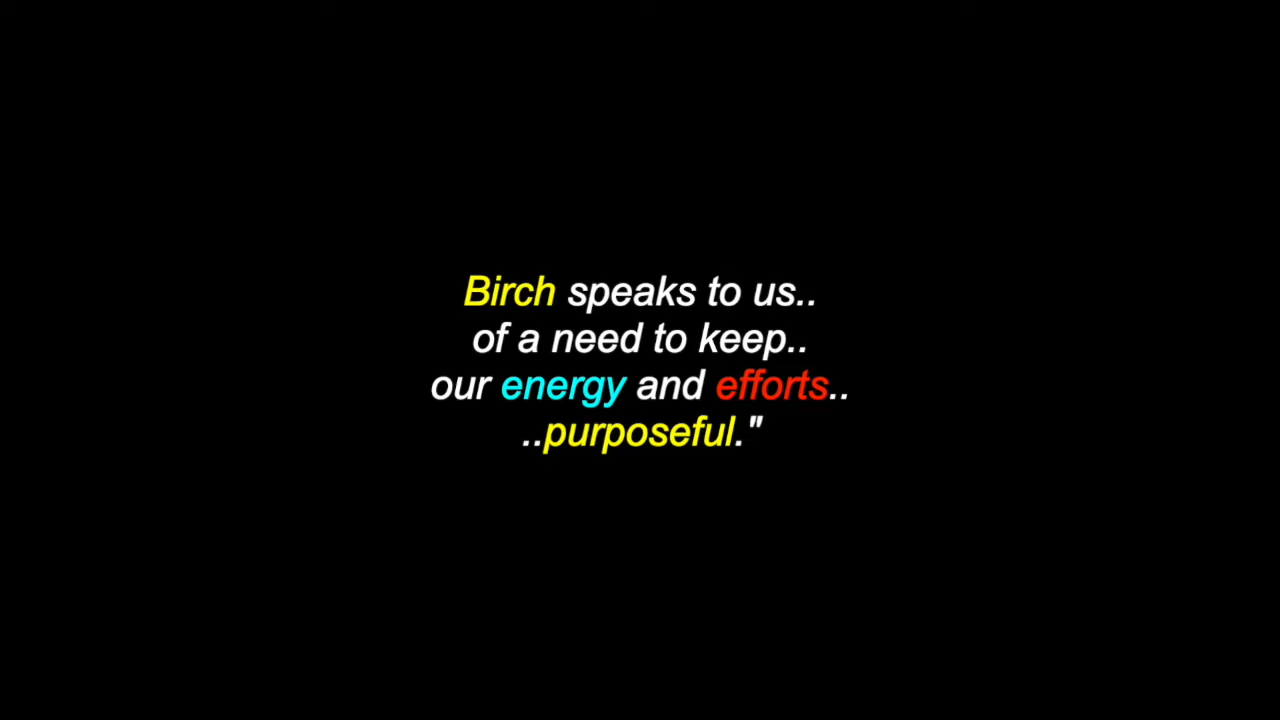 Birch speaks to us..
of a need to keep..
our energy and efforts..
..purposeful."